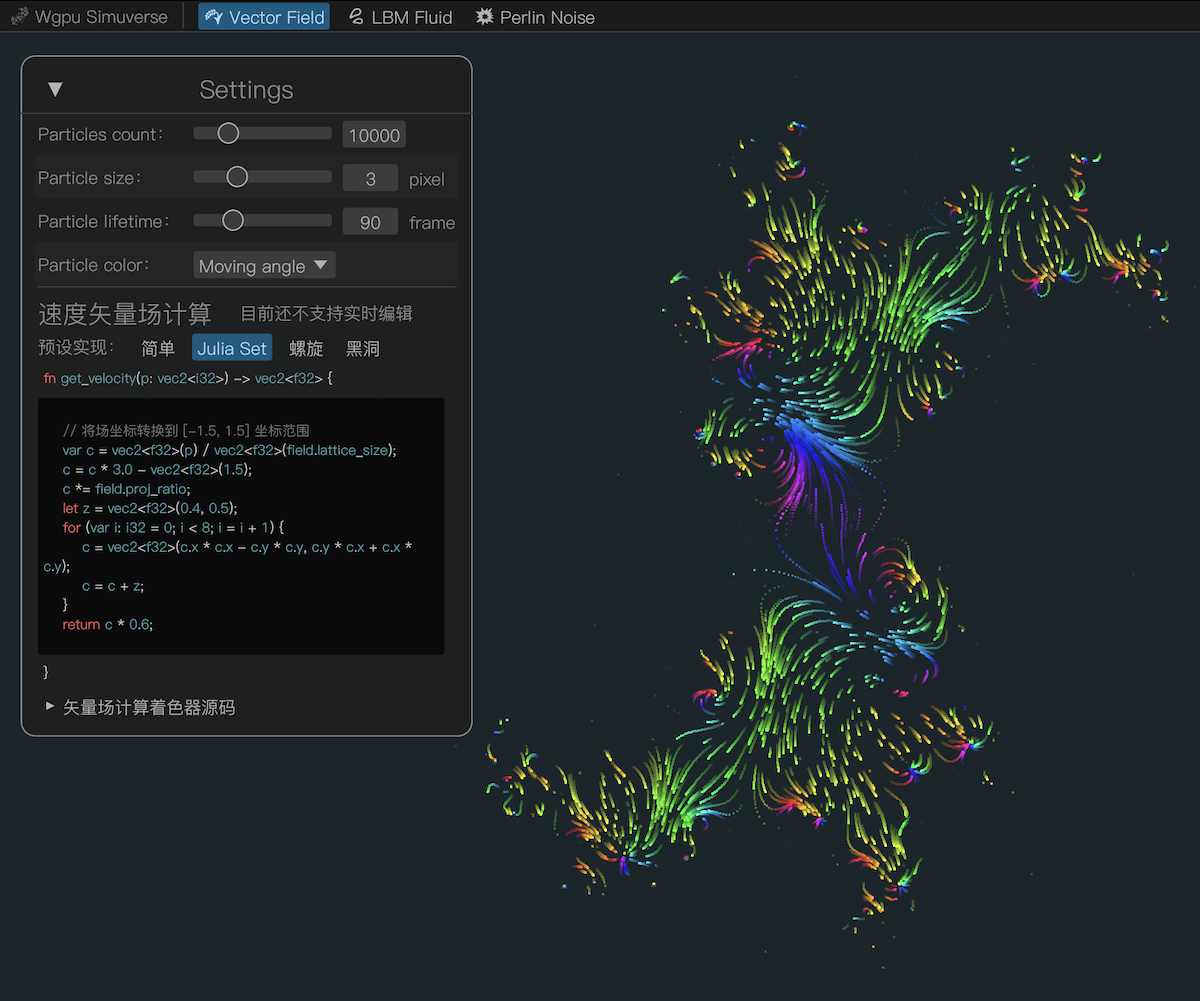 Wgpu Simuverse Vector Field LBM Fluid Perlin Noise
▼ Settings
Particles count: 10000
Particle size: 3 pixel
Particle lifetime: 90 frame
Particle color: Moving angle ▼
速度矢量场计算 目前还不支持实时编辑
预设实现: 简单 Julia Set 螺旋 黑洞
fn get_velocity(p: vec2<i32>) -> vec2<f32> {
// 将场坐标转换到 [-1.5, 1.5] 坐标范围
var c = vec2<f32>(p) / vec2<f32>(field.lattice_size);
c = c * 3.0 - vec2<f32>(1.5);
c *= field.proj_ratio;
let z = vec2<f32>(0.4, 0.5);
for (var i: i32 = 0; i < 8; i = i + 1) {
c = vec2<f32>(c.x * c.x - c.y * c.y, c.y * c.x + c.x *
c.y);
c = c + z;
}
return c * 0.6;
}
▶ 矢量场计算着色器源码